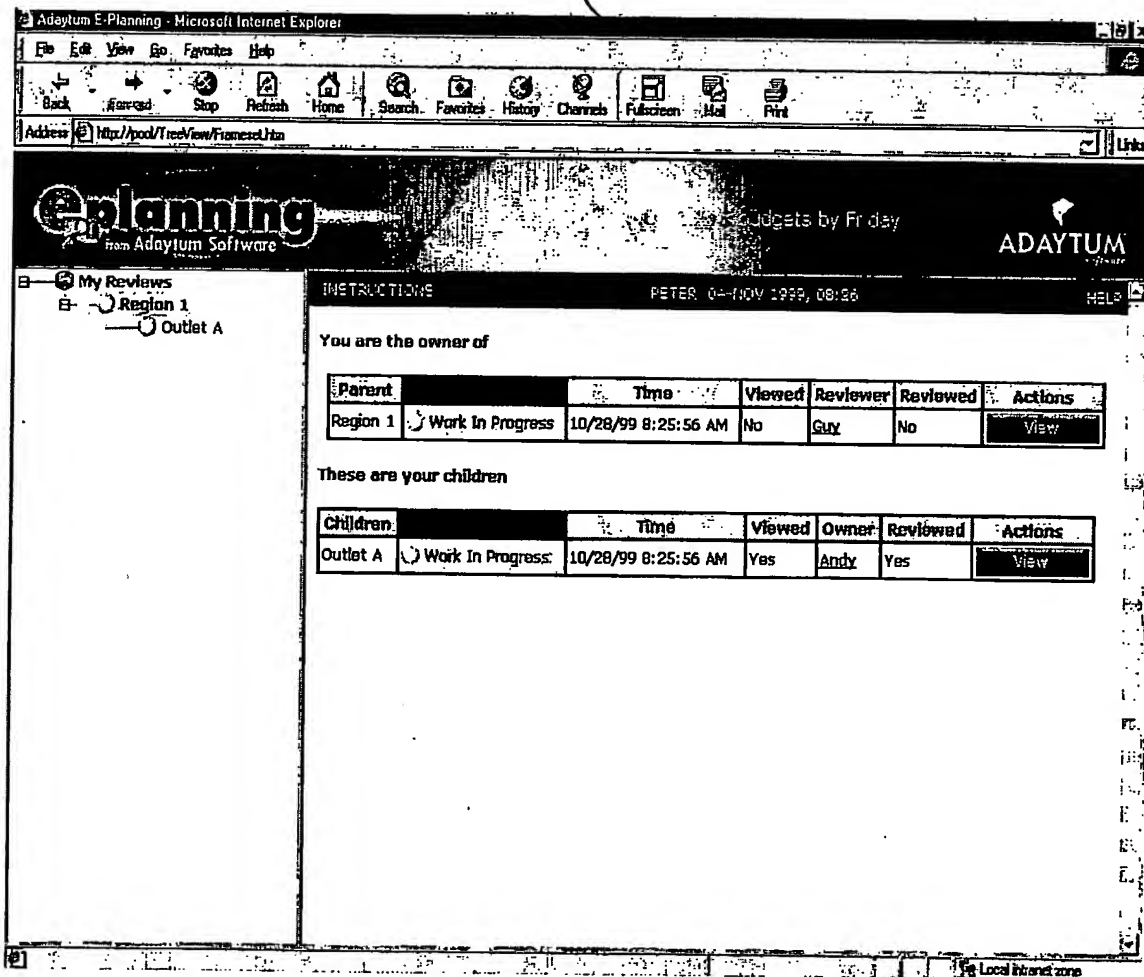 Adaytum E-Planning - Microsoft Internet Explorer
File Edit View Go Favorites Help
Back Forward Stop Refresh Home Search Favorites History Channels Fullscreen Mail Print
Address http://pool/TreeView/Frameset.htm Links
eplanning
from Adaytum Software
udgets by Friday
ADAYTUM
software
My Reviews
Region 1
Outlet A
INSTRUCTIONS PETER, 04-NOV 1999, 08:26 HELP
You are the owner of
Parent Time Viewed Reviewer Reviewed Actions
Region 1 Work In Progress 10/28/99 8:25:56 AM No Guy No View
These are your children
Children Time Viewed Owner Reviewed Actions
Outlet A Work In Progress 10/28/99 8:25:56 AM Yes Andy Yes View
Local intranet zone